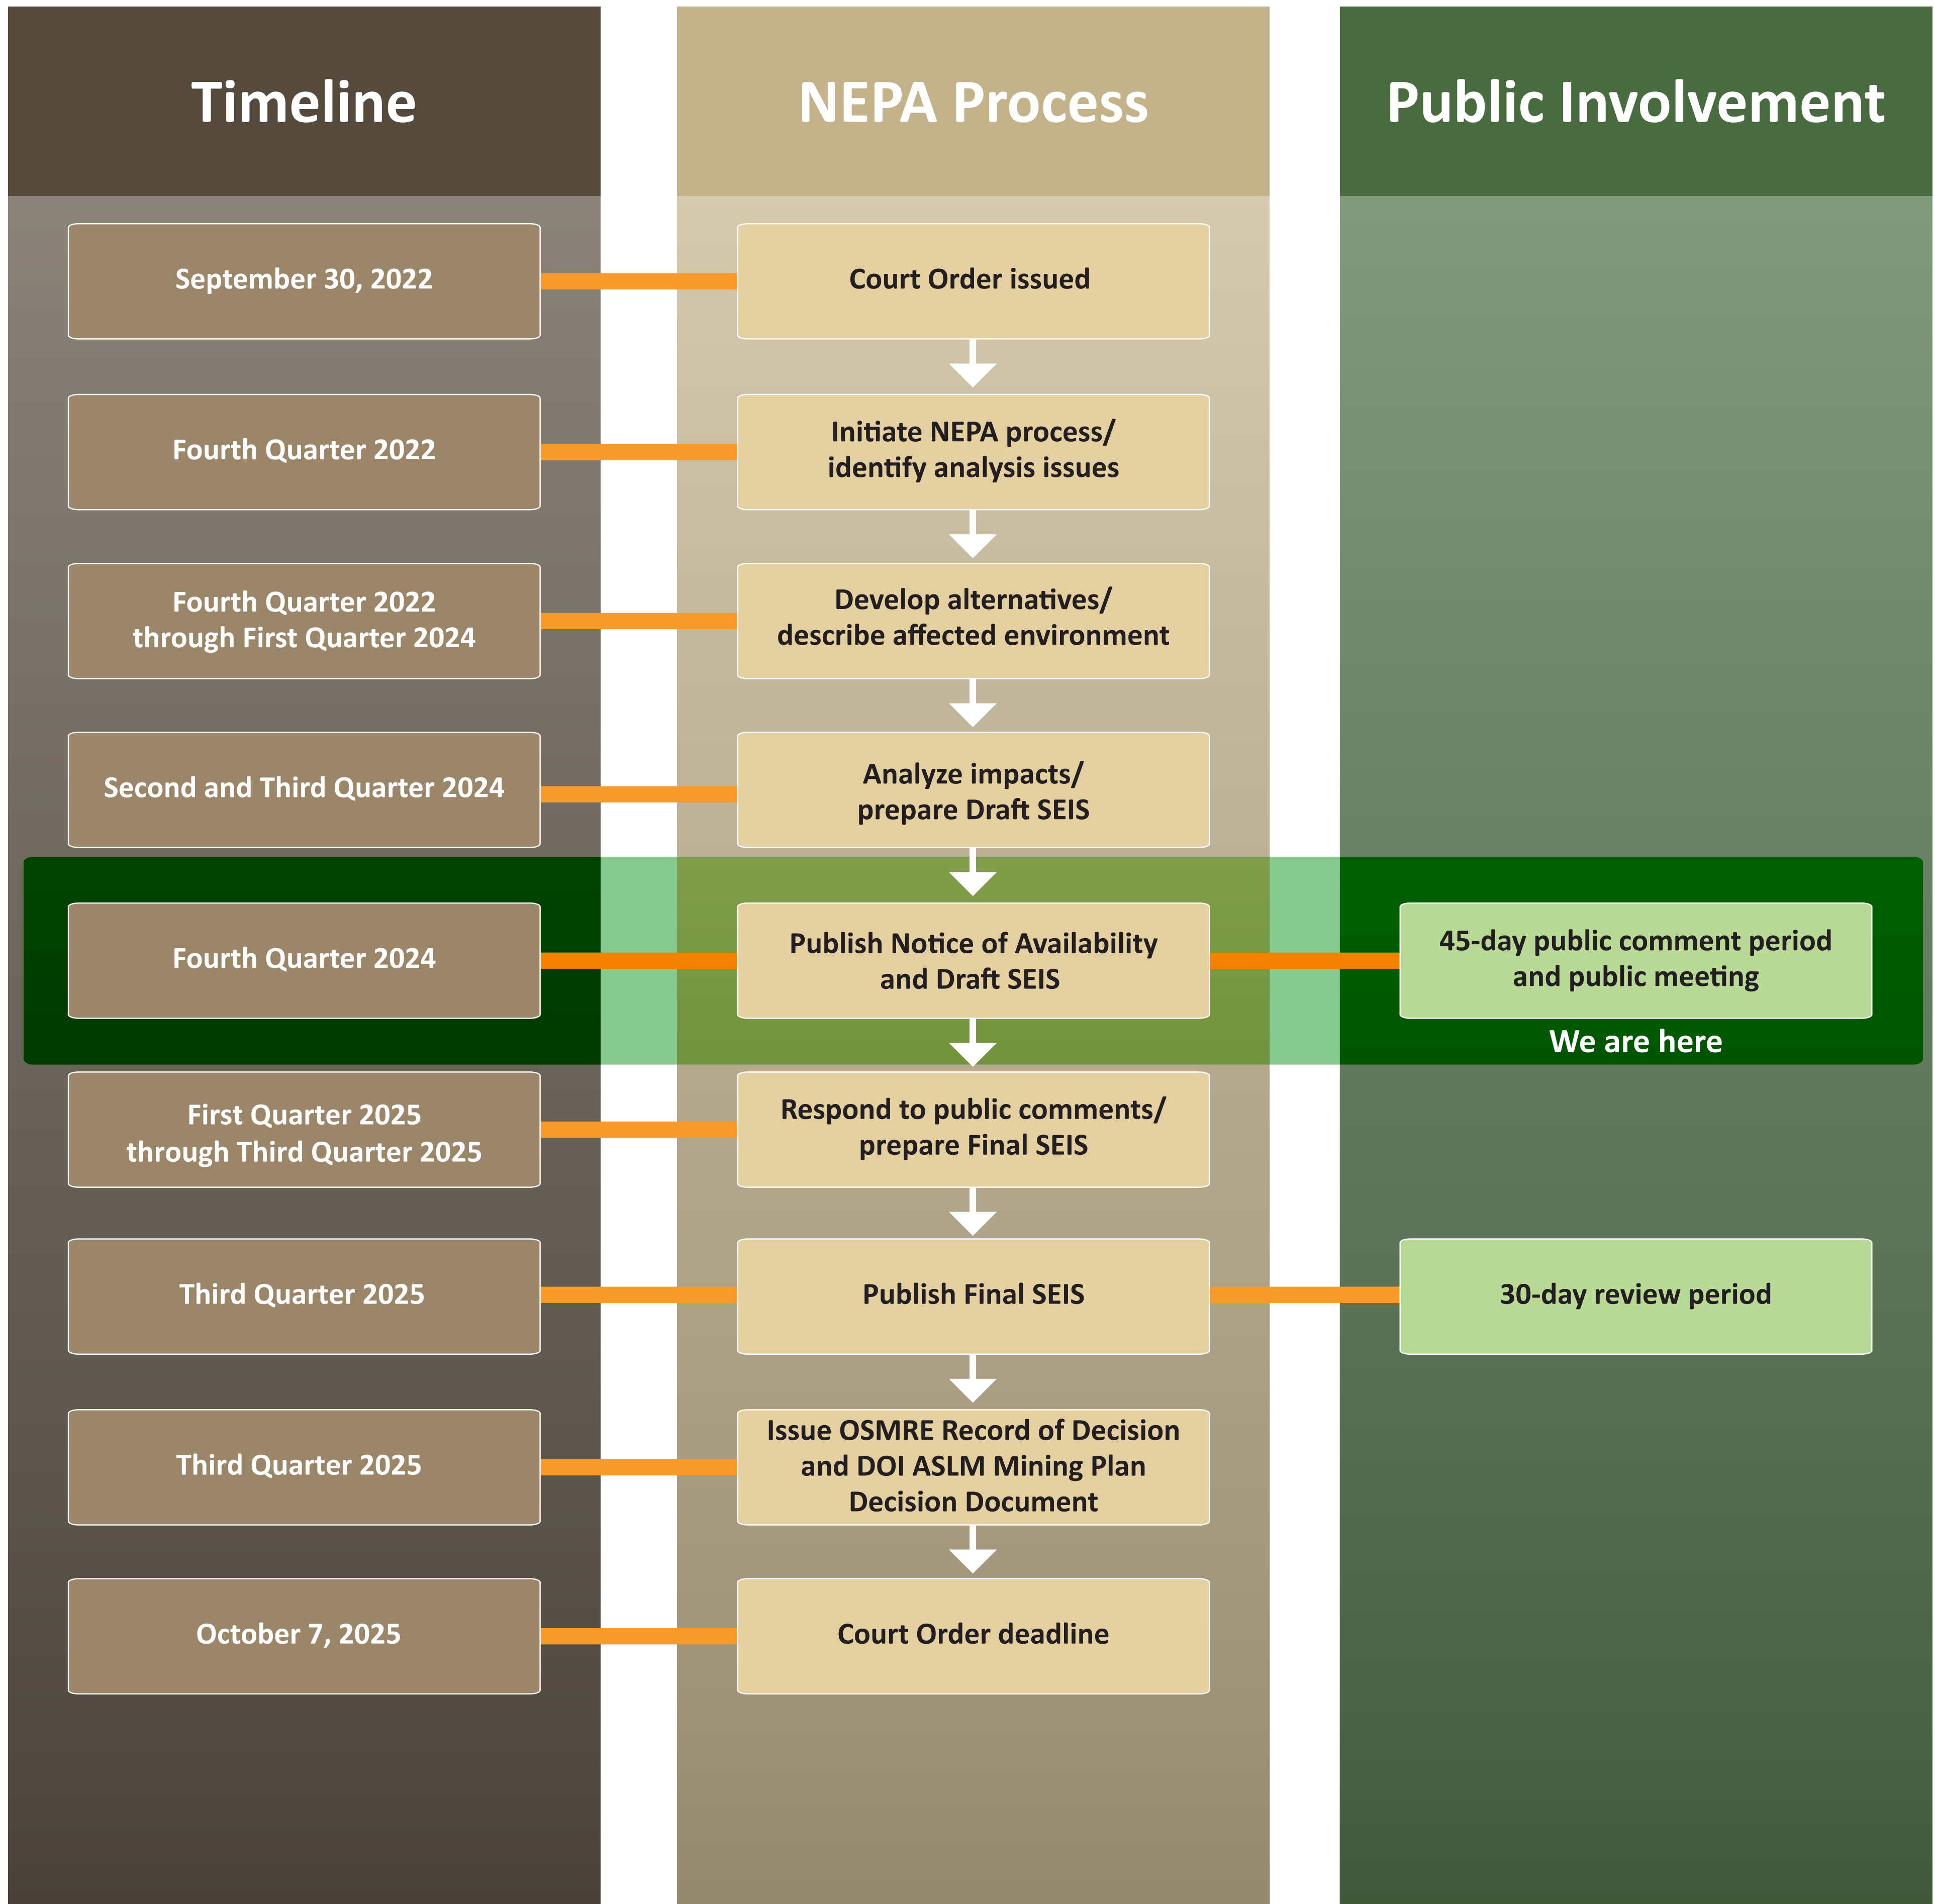 Timeline
NEPA Process
Public Involvement
September 30, 2022
Court Order issued
Fourth Quarter 2022
Initiate NEPA process/
identify analysis issues
Fourth Quarter 2022
through First Quarter 2024
Develop alternatives/
describe affected environment
Second and Third Quarter 2024
Analyze impacts/
prepare Draft SEIS
Fourth Quarter 2024
Publish Notice of Availability
and Draft SEIS
45-day public comment period
and public meeting
We are here
First Quarter 2025
through Third Quarter 2025
Respond to public comments/
prepare Final SEIS
Third Quarter 2025
Publish Final SEIS
30-day review period
Third Quarter 2025
Issue OSMRE Record of Decision
and DOI ASLM Mining Plan
Decision Document
October 7, 2025
Court Order deadline